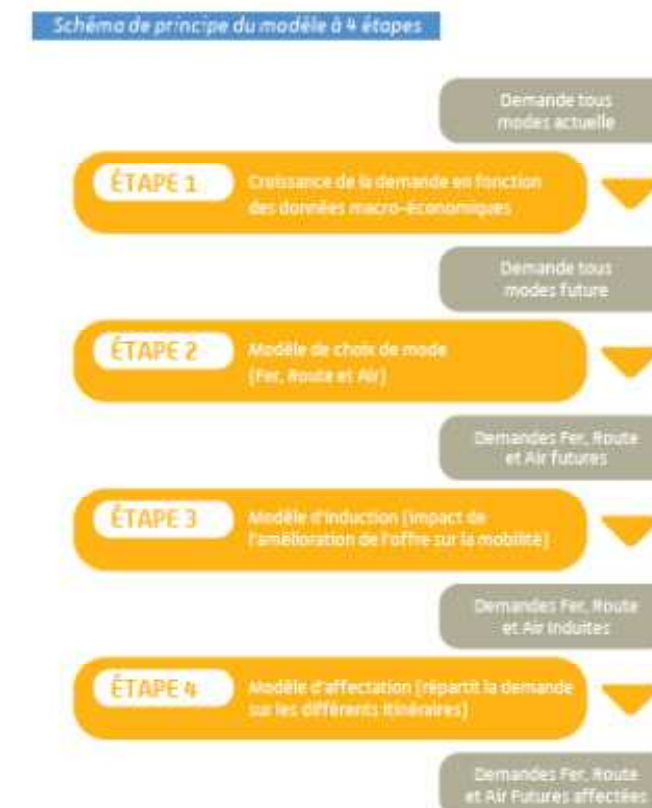 Schéma de principe du modèle à 4 étapes
Demande tous
modes actuelle
ÉTAPE 1
Croissance de la demande en fonction
des données macro-économiques
Demande tous
modes future
ÉTAPE 2
Modèle de choix de mode
(Fer, Route et Air)
Demandes Fer, Route
et Air futures
ÉTAPE 3
Modèle d'induction (impact de
l'amélioration de l'offre sur la mobilité)
Demandes Fer, Route
et Air Induites
ÉTAPE 4
Modèle d'affectation (répartit la demande
sur les différents itinéraires)
Demandes Fer, Route
et Air Futures affectées